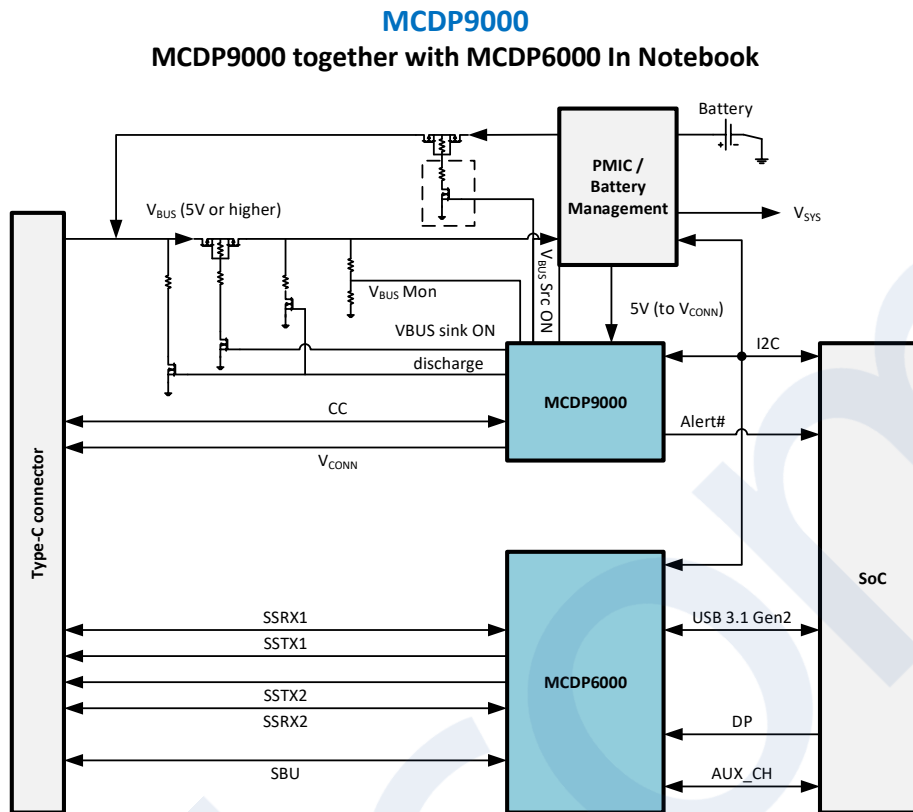 MCDP9000
MCDP9000 together with MCDP6000 In Notebook
Battery
PMIC /
Battery
Management
+ -
VBUS (5V or higher)
VSYS
VBUS Src ON
VBUS Mon
5V (to VCONN)
VBUS sink ON
I2C
discharge
MCDP9000
CC
Alert#
VCONN
Type-C connector
SoC
SSRX1
USB 3.1 Gen2
SSTX1
MCDP6000
SSTX2
SSRX2
DP
SBU
AUX_CH